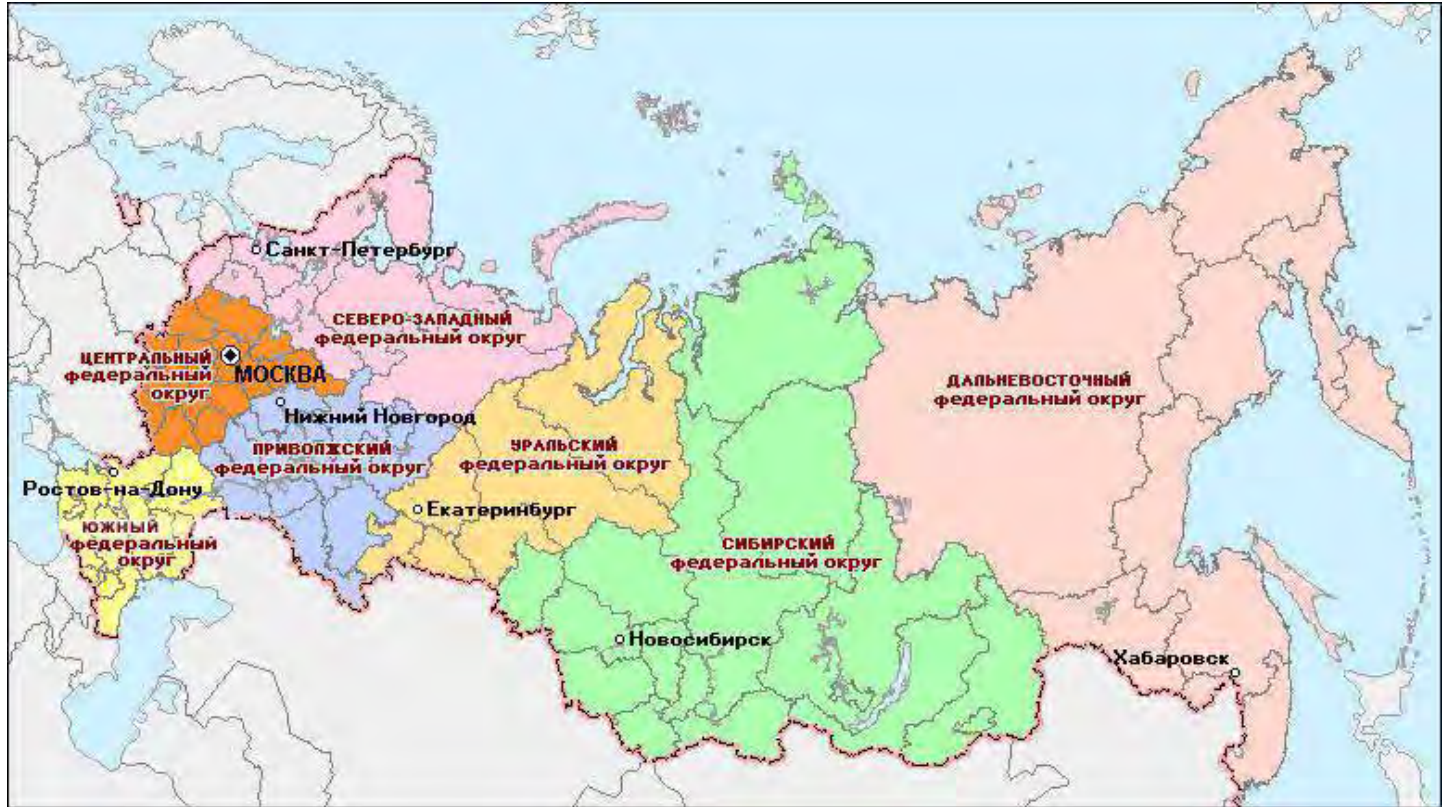 Санкт-Петербург
СЕВЕРО-ЗАПАДНЫЙ
федеральный округ
ЦЕНТРАЛЬНЫЙ
федеральный
округ
МОСКВА
Нижний Новгород
ПРИВОЛЖСКИЙ
федеральный округ
УРАЛЬСКИЙ
федеральный округ
ДАЛЬНЕВОСТОЧНЫЙ
федеральный округ
Ростов-на-Дону
Екатеринбург
ЮЖНЫЙ
федеральный
округ
СИБИРСКИЙ
федеральный округ
Новосибирск
Хабаровск